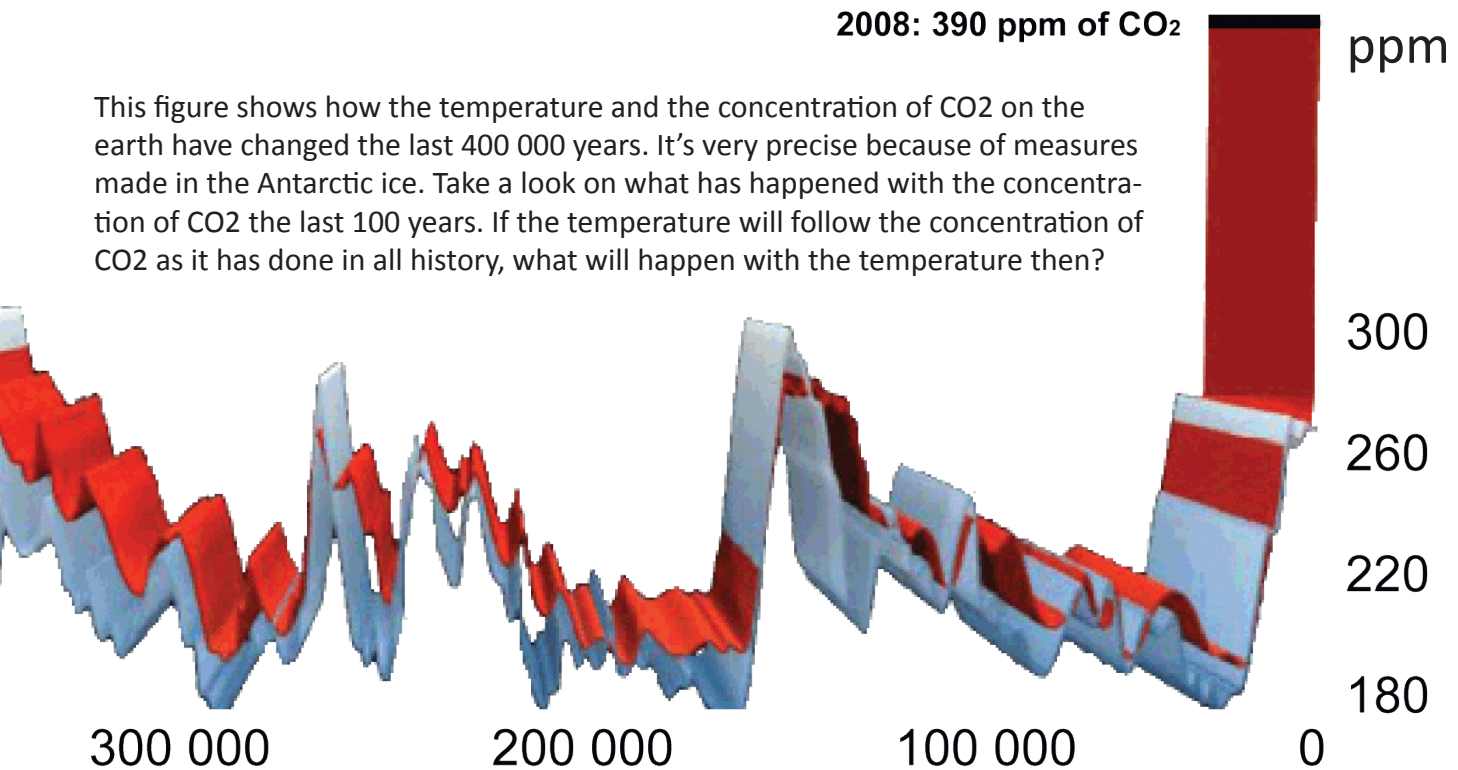 2008: 390 ppm of CO2
ppm
This figure shows how the temperature and the concentration of CO2 on the
earth have changed the last 400 000 years. It’s very precise because of measures
made in the Antarctic ice. Take a look on what has happened with the concentra-
tion of CO2 the last 100 years. If the temperature will follow the concentration of
CO2 as it has done in all history, what will happen with the temperature then?
300
260
220
180
300 000 200 000 100 000 0